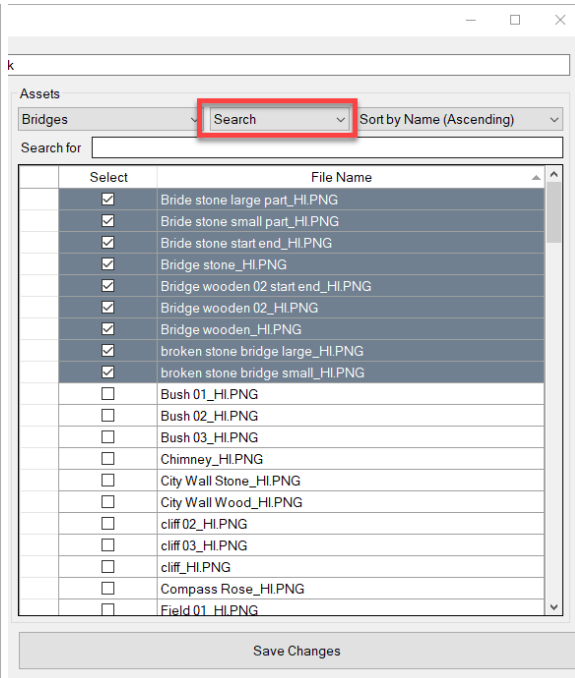 k
Assets
Bridges Search Sort by Name (Ascending)
Search for
Select File Name
Bride stone large part_HI.PNG
Bride stone small part_HI.PNG
Bride stone start end_HI.PNG
Bridge stone_HI.PNG
Bridge wooden 02 start end_HI.PNG
Bridge wooden 02_HI.PNG
Bridge wooden_HI.PNG
broken stone bridge large_HI.PNG
broken stone bridge small_HI.PNG
Bush 01_HI.PNG
Bush 02_HI.PNG
Bush 03_HI.PNG
Chimney_HI.PNG
City Wall Stone_HI.PNG
City Wall Wood_HI.PNG
cliff 02_HI.PNG
cliff 03_HI.PNG
cliff_HI.PNG
Compass Rose_HI.PNG
Field 01_HI.PNG
Save Changes